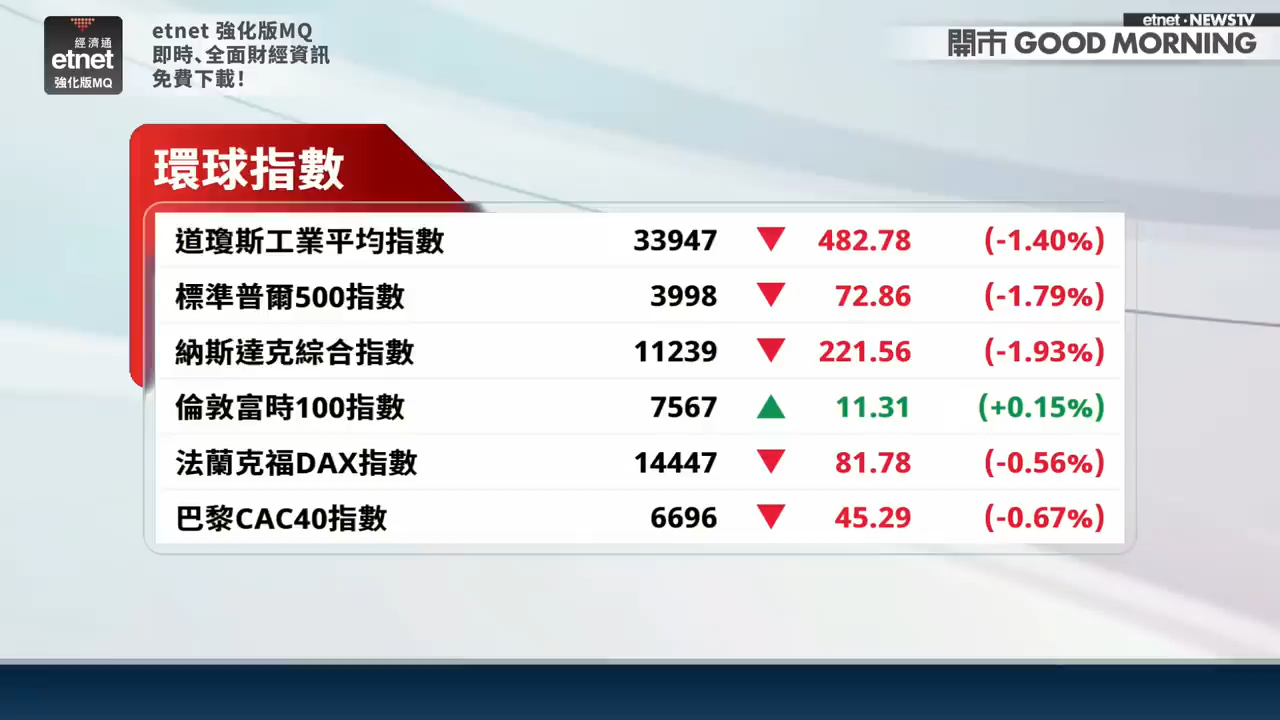 經濟通
etnet
強化版MQ
etnet 強化版MQ
即時、全面財經資訊
免費下載!
etnet·NEWSTV
開市 GOOD MORNING
環球指數
道瓊斯工業平均指數 33947 ▼ 482.78 (-1.40%)
標準普爾500指數 3998 ▼ 72.86 (-1.79%)
納斯達克綜合指數 11239 ▼ 221.56 (-1.93%)
倫敦富時100指數 7567 ▲ 11.31 (+0.15%)
法蘭克福DAX指數 14447 ▼ 81.78 (-0.56%)
巴黎CAC40指數 6696 ▼ 45.29 (-0.67%)